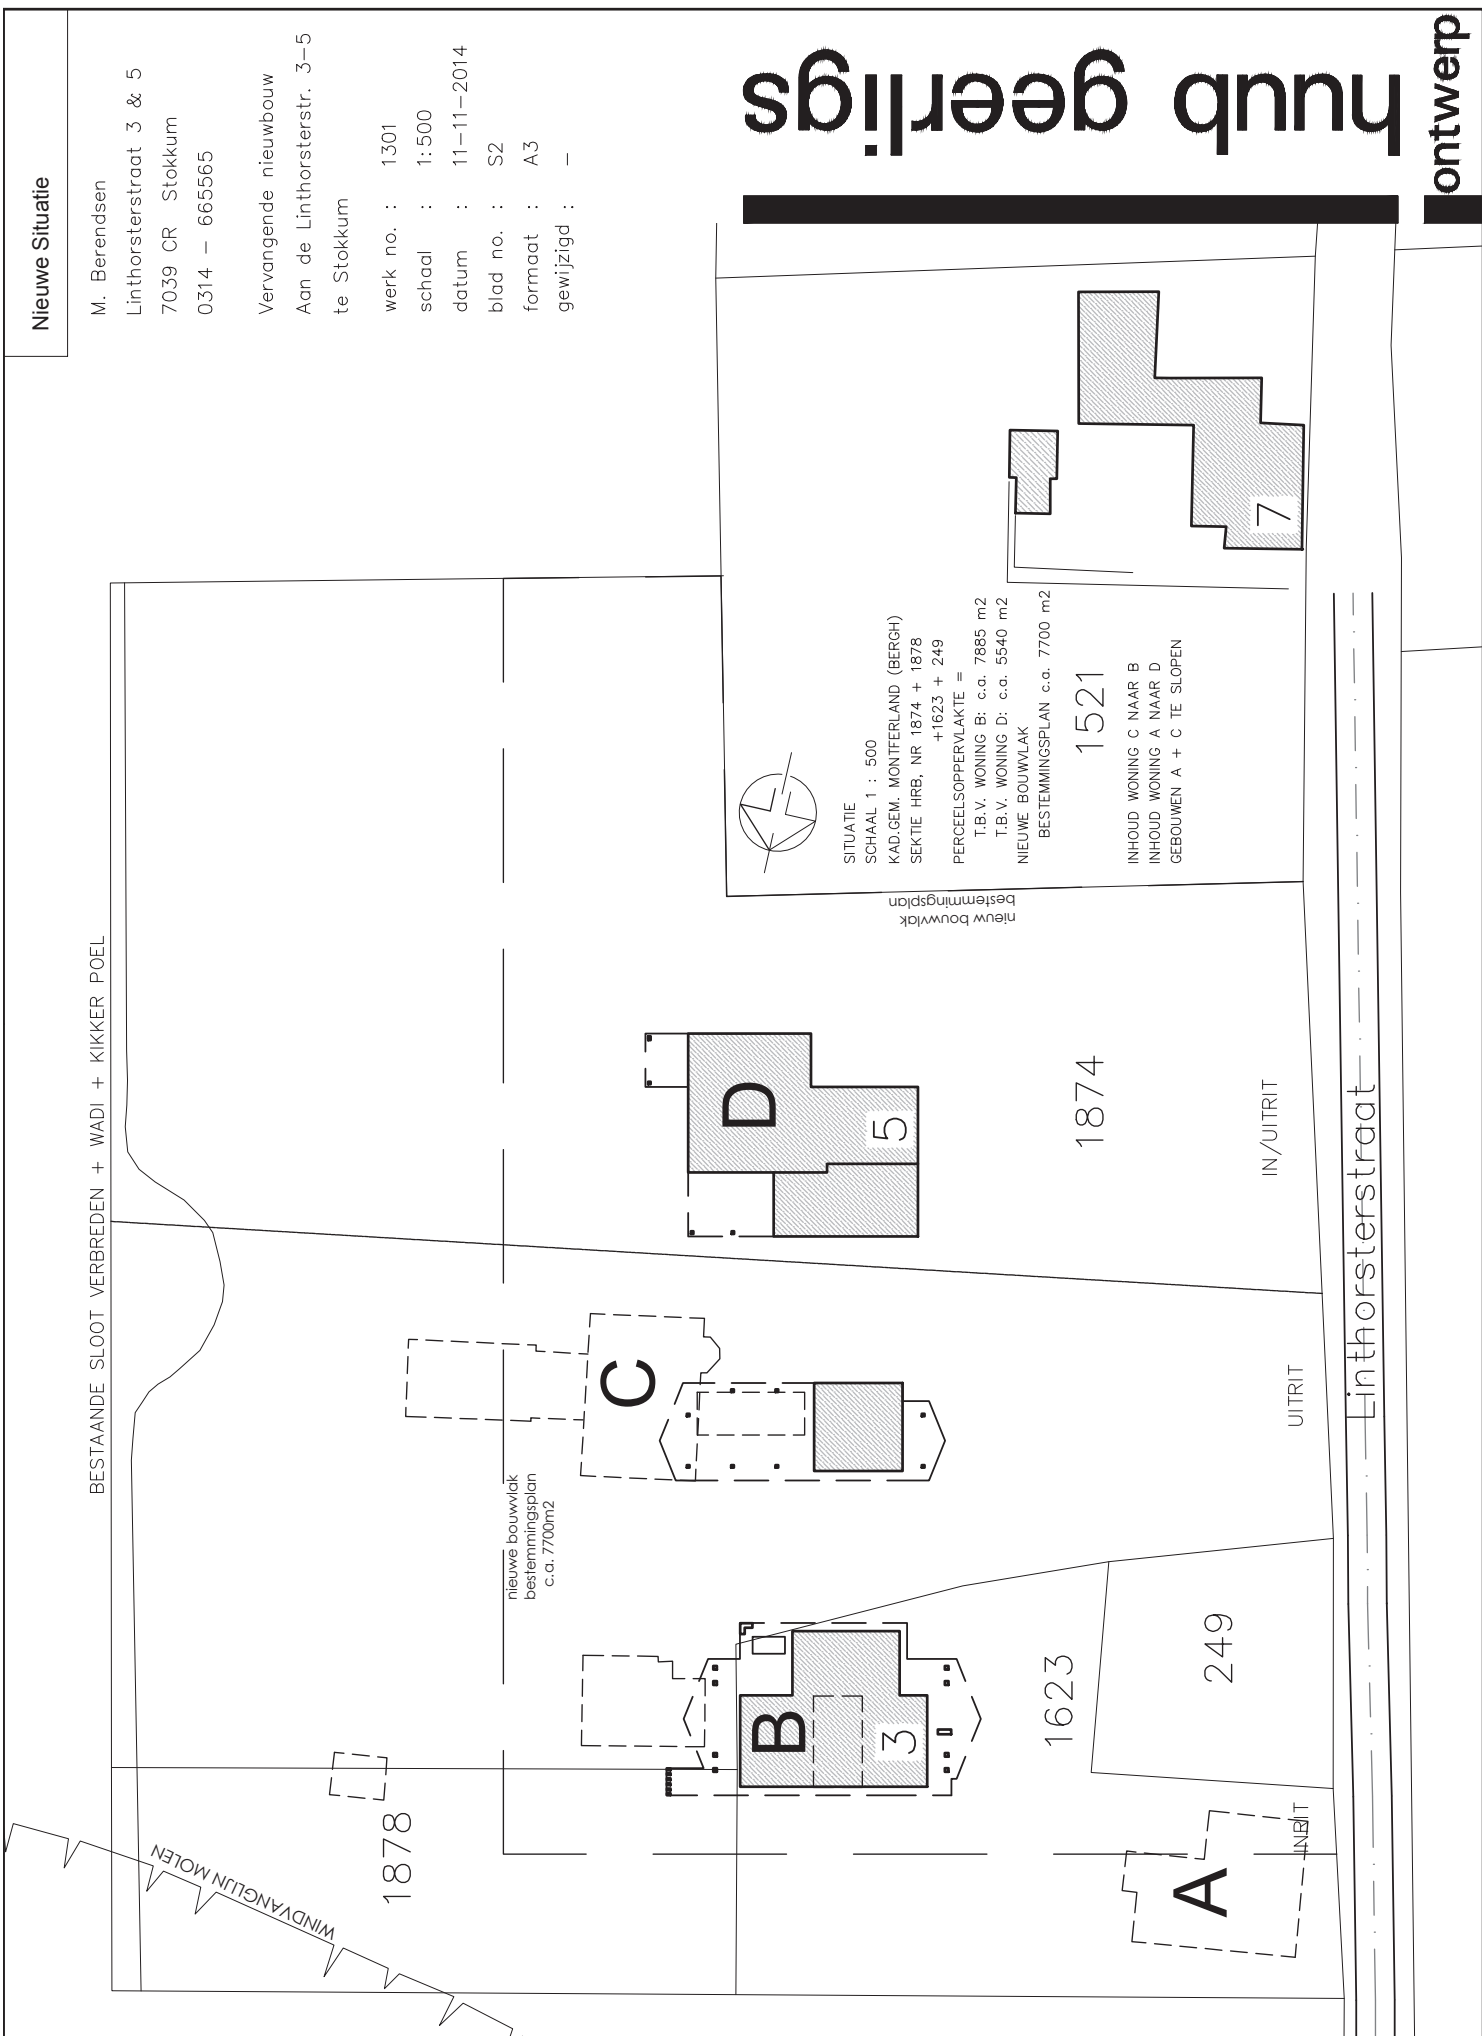 Nieuwe Situatie
M. Berendsen
Linthorsterstraat 3 & 5
7039 CR Stokkum
0314 - 665565
Vervangende nieuwbouw
Aan de Linthorsterstr. 3-5
te Stokkum
werk no. : 1301
schaal : 1:500
datum : 11-11-2014
blad no. : S2
formaat : A3
gewijzigd : -
huub geerligs
ontwerp
BESTAANDE SLOOT VERBREDEN + WADI + KIKKER POEL
SITUATIE
SCHAAL 1 : 500
KAD.GEM. MONTFERLAND (BERGH)
SEKTIE HRB, NR 1874 + 1878
+1623 + 249
PERCEELSOPPERVLAKTE =
T.B.V. WONING B: c.a. 7885 m2
T.B.V. WONING D: c.a. 5540 m2
NIEUWE BOUWVLAK
BESTEMMINGSPLAN c.a. 7700 m2
1521
INHOUD WONING C NAAR B
INHOUD WONING A NAAR D
GEBOUWEN A + C TE SLOPEN
7
nieuw bouwvlak
bestemmingsplan
D
5
1874
IN/UITRIT
Linthorsterstraat
C
UITRIT
nieuwe bouwvlak
bestemmingsplan
c.a. 7700m2
B
3
1623
249
1878
WINDVANGLIJN MOLEN
A
INRIT